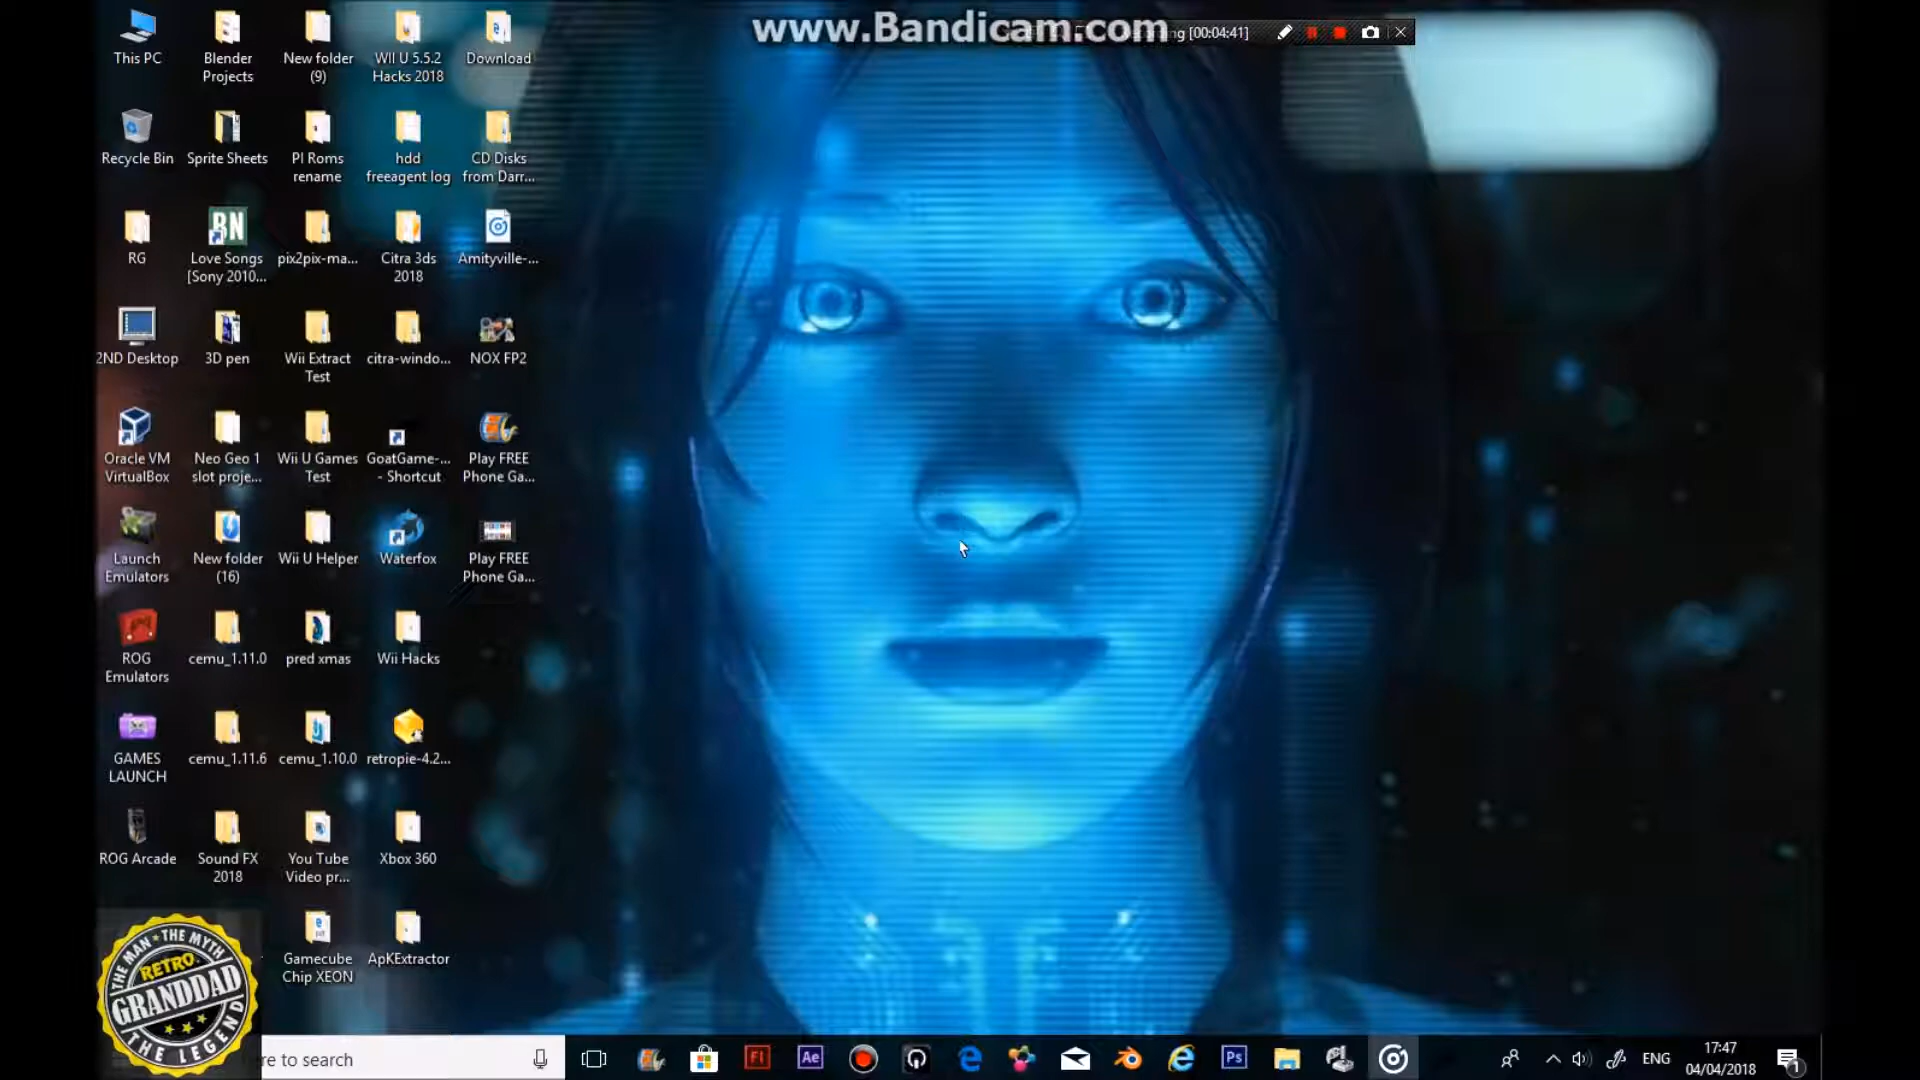 www.Bandicam.com
[00:04:41]
This PC
Blender
Projects
New folder
(9)
WII U 5.5.2
Hacks 2018
Download
Recycle Bin
Sprite Sheets
PI Roms
rename
hdd
freeagent log
CD Disks
from Darr...
RG
BN
Love Songs
[Sony 2010...
pix2pix-ma...
Citra 3ds
2018
Amityville-...
2ND Desktop
3D pen
Wii Extract
Test
citra-windo...
NOX FP2
Oracle VM
VirtualBox
Neo Geo 1
slot proje...
Wii U Games
Test
GoatGame-...
- Shortcut
Play FREE
Phone Ga...
Launch
Emulators
New folder
(16)
Wii U Helper
Waterfox
Play FREE
Phone Ga...
ROG
Emulators
cemu_1.11.0
pred xmas
Wii Hacks
GAMES
LAUNCH
cemu_1.11.6
cemu_1.10.0
retropie-4.2...
ROG Arcade
Sound FX
2018
You Tube
Video pr...
Xbox 360
Gamecube
Chip XEON
ApKExtractor
THE MAN THE MYTH
RETRO
GRANDDAD
THE LEGEND
here to search
Fl
Ae
Ps
ENG
17:47
04/04/2018
1